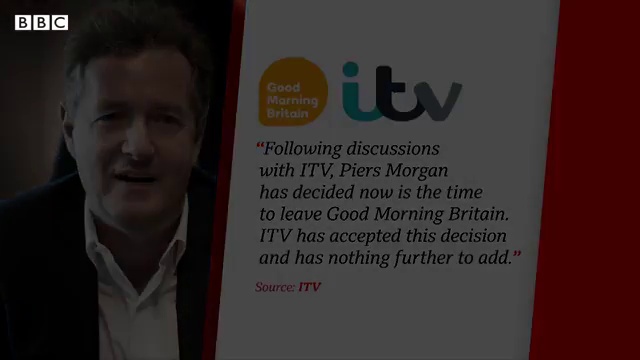 BBC
Good
Morning
Britain
itv
“Following discussions
with ITV, Piers Morgan
has decided now is the time
to leave Good Morning Britain.
ITV has accepted this decision
and has nothing further to add.”
Source: ITV